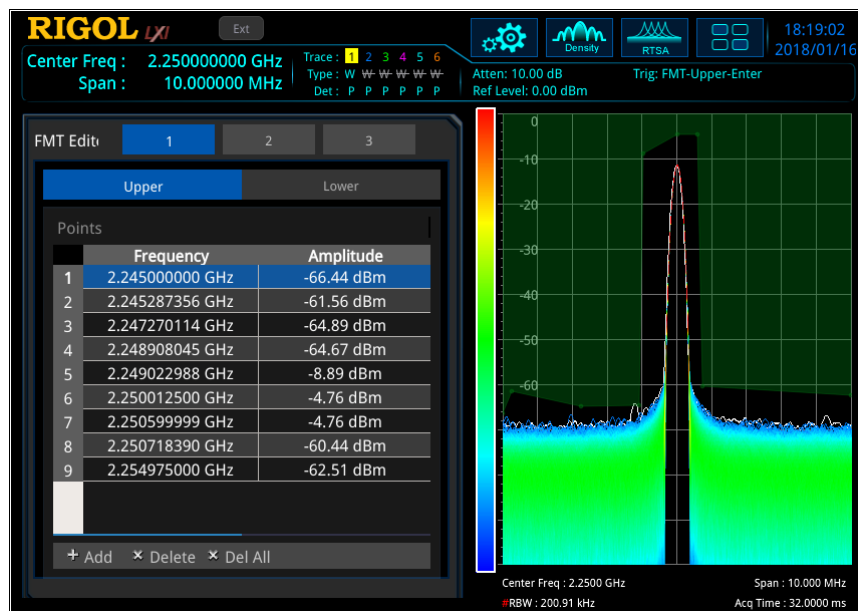 RIGOL LXI Ext
Center Freq : 2.250000000 GHz
Span : 10.000000 MHz
Trace : 1 2 3 4 5 6
Type : W W W W W W
Det : P P P P P P
Density
RTSA
18:19:02
2018/01/16
Atten: 10.00 dB Trig: FMT-Upper-Enter
Ref Level: 0.00 dBm
FMT Edit 1 2 3
Upper Lower
Points
Frequency Amplitude
1 2.245000000 GHz -66.44 dBm
2 2.245287356 GHz -61.56 dBm
3 2.247270114 GHz -64.89 dBm
4 2.248908045 GHz -64.67 dBm
5 2.249022988 GHz -8.89 dBm
6 2.250012500 GHz -4.76 dBm
7 2.250599999 GHz -4.76 dBm
8 2.250718390 GHz -60.44 dBm
9 2.254975000 GHz -62.51 dBm
+ Add × Delete × Del All
0
-10
-20
-30
-40
-50
-60
Center Freq : 2.2500 GHz Span : 10.000 MHz
#RBW : 200.91 kHz Acq Time : 32.0000 ms